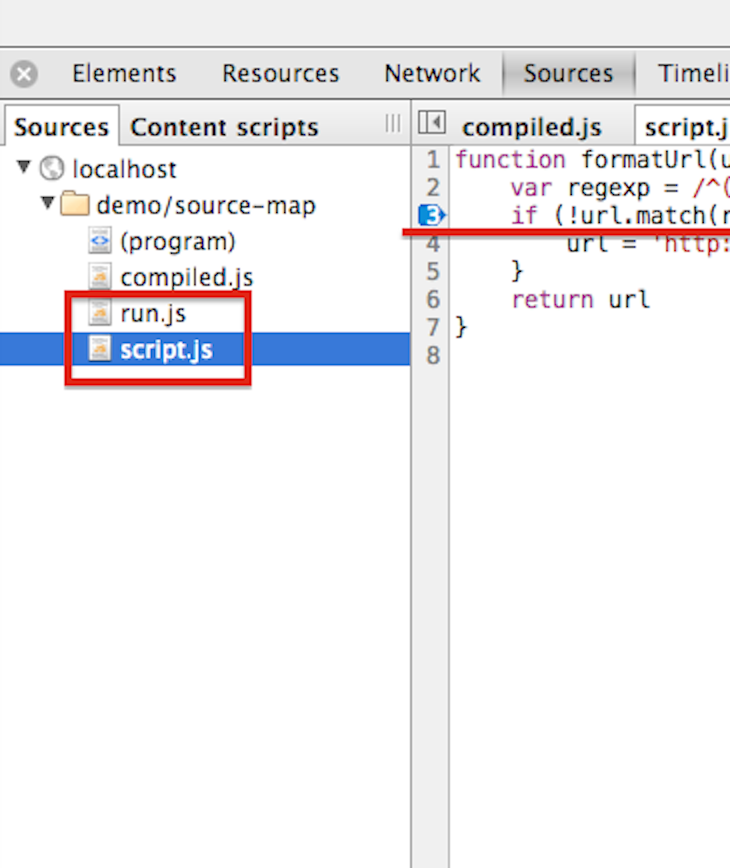 Elements Resources Network Sources Timeli
Sources Content scripts
compiled.js script.j
localhost
demo/source-map
(program)
compiled.js
run.js
script.js
1 function formatUrl(u
2 var regexp = /^(
3 if (!url.match(r
4 url = 'http:
5 }
6 return url
7 }
8